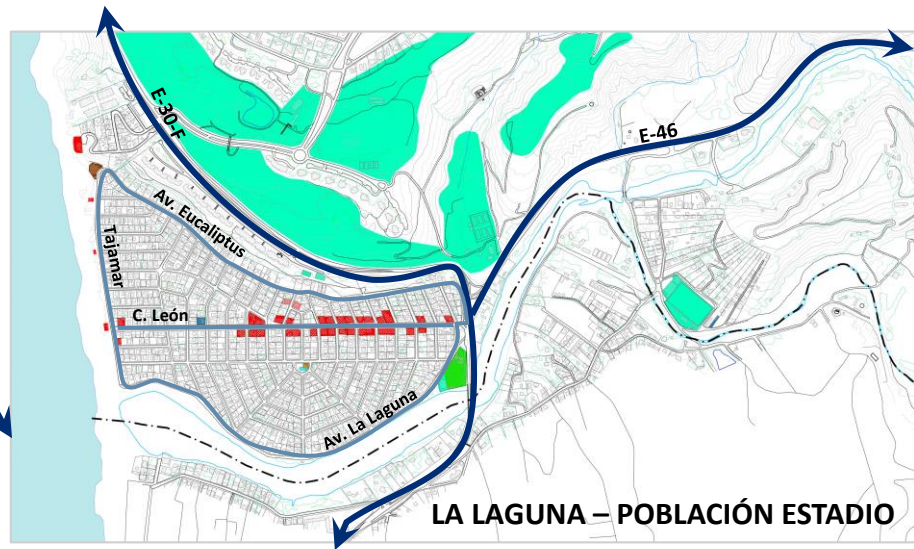 E-30-F
E-46
Av. Eucaliptus
Tajamar
C. León
Av. La Laguna
LA LAGUNA – POBLACIÓN ESTADIO